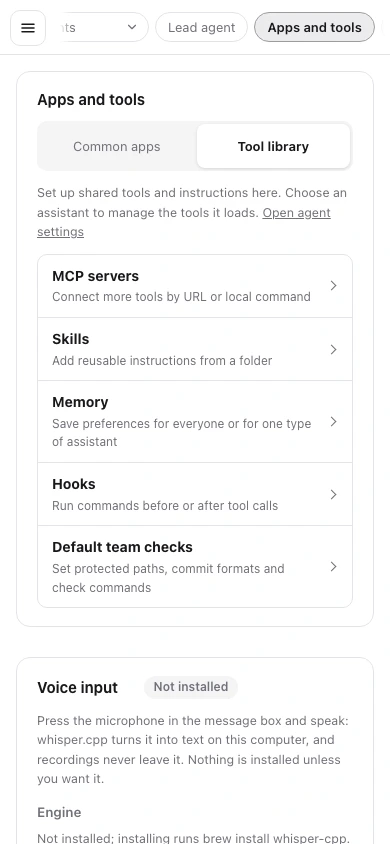 Lead agent
Apps and tools
Apps and tools
Common apps
Tool library
Set up shared tools and instructions here. Choose an
assistant to manage the tools it loads. Open agent
settings
MCP servers
Connect more tools by URL or local command
Skills
Add reusable instructions from a folder
Memory
Save preferences for everyone or for one type
of assistant
Hooks
Run commands before or after tool calls
Default team checks
Set protected paths, commit formats and
check commands
Voice input
Not installed
Press the microphone in the message box and speak:
whisper.cpp turns it into text on this computer, and
recordings never leave it. Nothing is installed unless
you want it.
Engine
Not installed; installing runs brew install whisper-cpp.